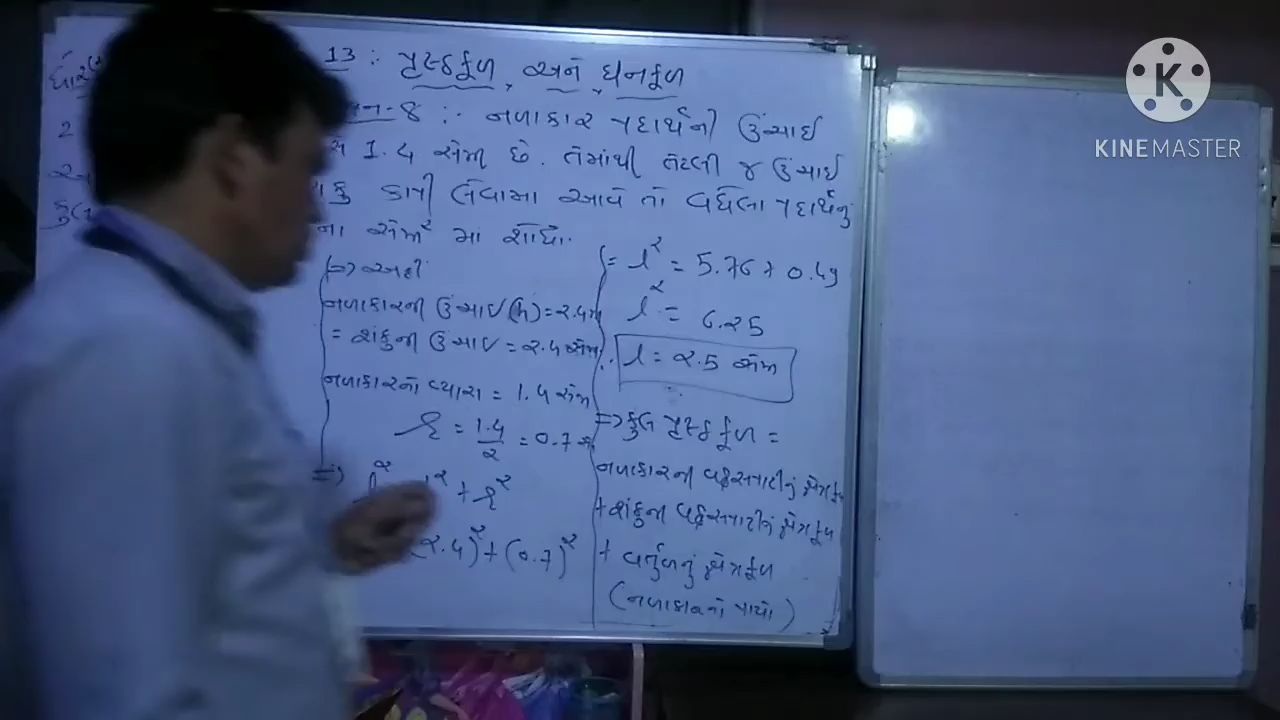 13 : પૃષ્ઠફળ, અને ઘનફળ
ન-8 :- નળાકાર પદાર્થની ઉંચાઈ
1.4 સેમી છે. તેમાંથી તેટલી જ ઉંચાઈ
કાપી લેવામા આવે તો વધેલા પદાર્થનું
ના સેમી² માં શોધો.
=> અહીં
નળાકારની ઉંચાઇ (h) = 2.4
= શંકુની ઉંચાઇ = 2.4 સેમી
નળાકારનો વ્યાસ = 1.4 સેમી
r = 1.4/2 = 0.7
=> l² + r²
(2.4)² + (0.7)²
= l² = 5.76 + 0.49
l² = 6.25
∴ l = 2.5 સેમી
=> કુલ પૃષ્ઠફળ =
નળાકારની વક્રસપાટીનું ક્ષેત્રફળ
+ શંકુની વક્રસપાટીનું ક્ષેત્રફળ
+ વર્તુળનું ક્ષેત્રફળ
(નળાકારનો પાયો)
K
KINEMASTER